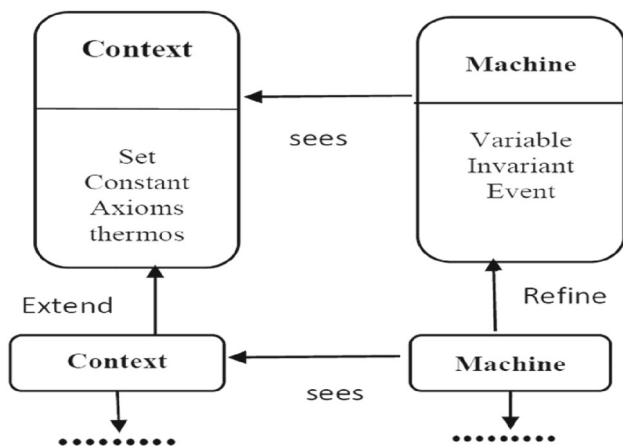 Context
Machine
sees
Set
Constant
Axioms
thermos
Variable
Invariant
Event
Extend
Refine
Context
Machine
sees